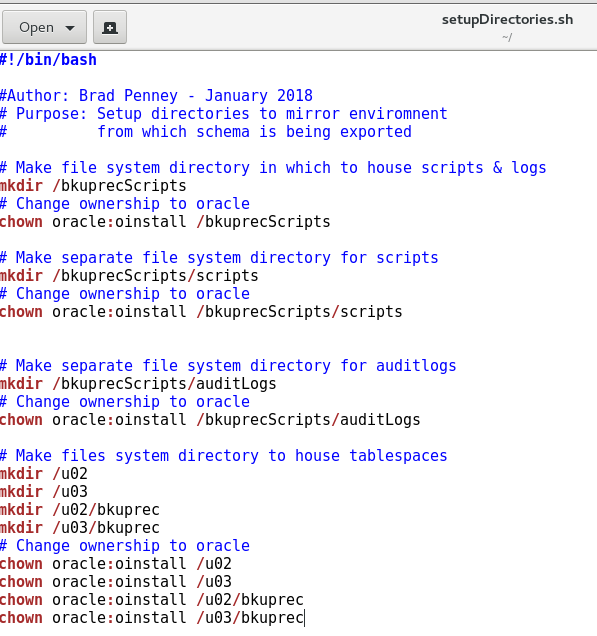 Open
setupDirectories.sh
~/
#!/bin/bash
#Author: Brad Penney - January 2018
# Purpose: Setup directories to mirror enviromnent
#          from which schema is being exported
# Make file system directory in which to house scripts & logs
mkdir /bkuprecScripts
# Change ownership to oracle
chown oracle:oinstall /bkuprecScripts
# Make separate file system directory for scripts
mkdir /bkuprecScripts/scripts
# Change ownership to oracle
chown oracle:oinstall /bkuprecScripts/scripts
# Make separate file system directory for auditlogs
mkdir /bkuprecScripts/auditLogs
# Change ownership to oracle
chown oracle:oinstall /bkuprecScripts/auditLogs
# Make files system directory to house tablespaces
mkdir /u02
mkdir /u03
mkdir /u02/bkuprec
mkdir /u03/bkuprec
# Change ownership to oracle
chown oracle:oinstall /u02
chown oracle:oinstall /u03
chown oracle:oinstall /u02/bkuprec
chown oracle:oinstall /u03/bkuprec